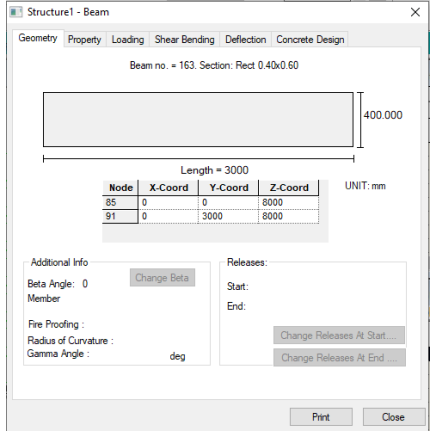 Structure1 - Beam
Geometry Property Loading Shear Bending Deflection Concrete Design
Beam no. = 163. Section: Rect 0.40x0.60
400.000
Length = 3000
UNIT: mm
Node X-Coord Y-Coord Z-Coord
85 0 0 8000
91 0 3000 8000
Additional Info
Beta Angle: 0
Change Beta
Member
Fire Proofing :
Radius of Curvature :
Gamma Angle : deg
Releases:
Start:
End:
Change Releases At Start....
Change Releases At End ....
Print Close